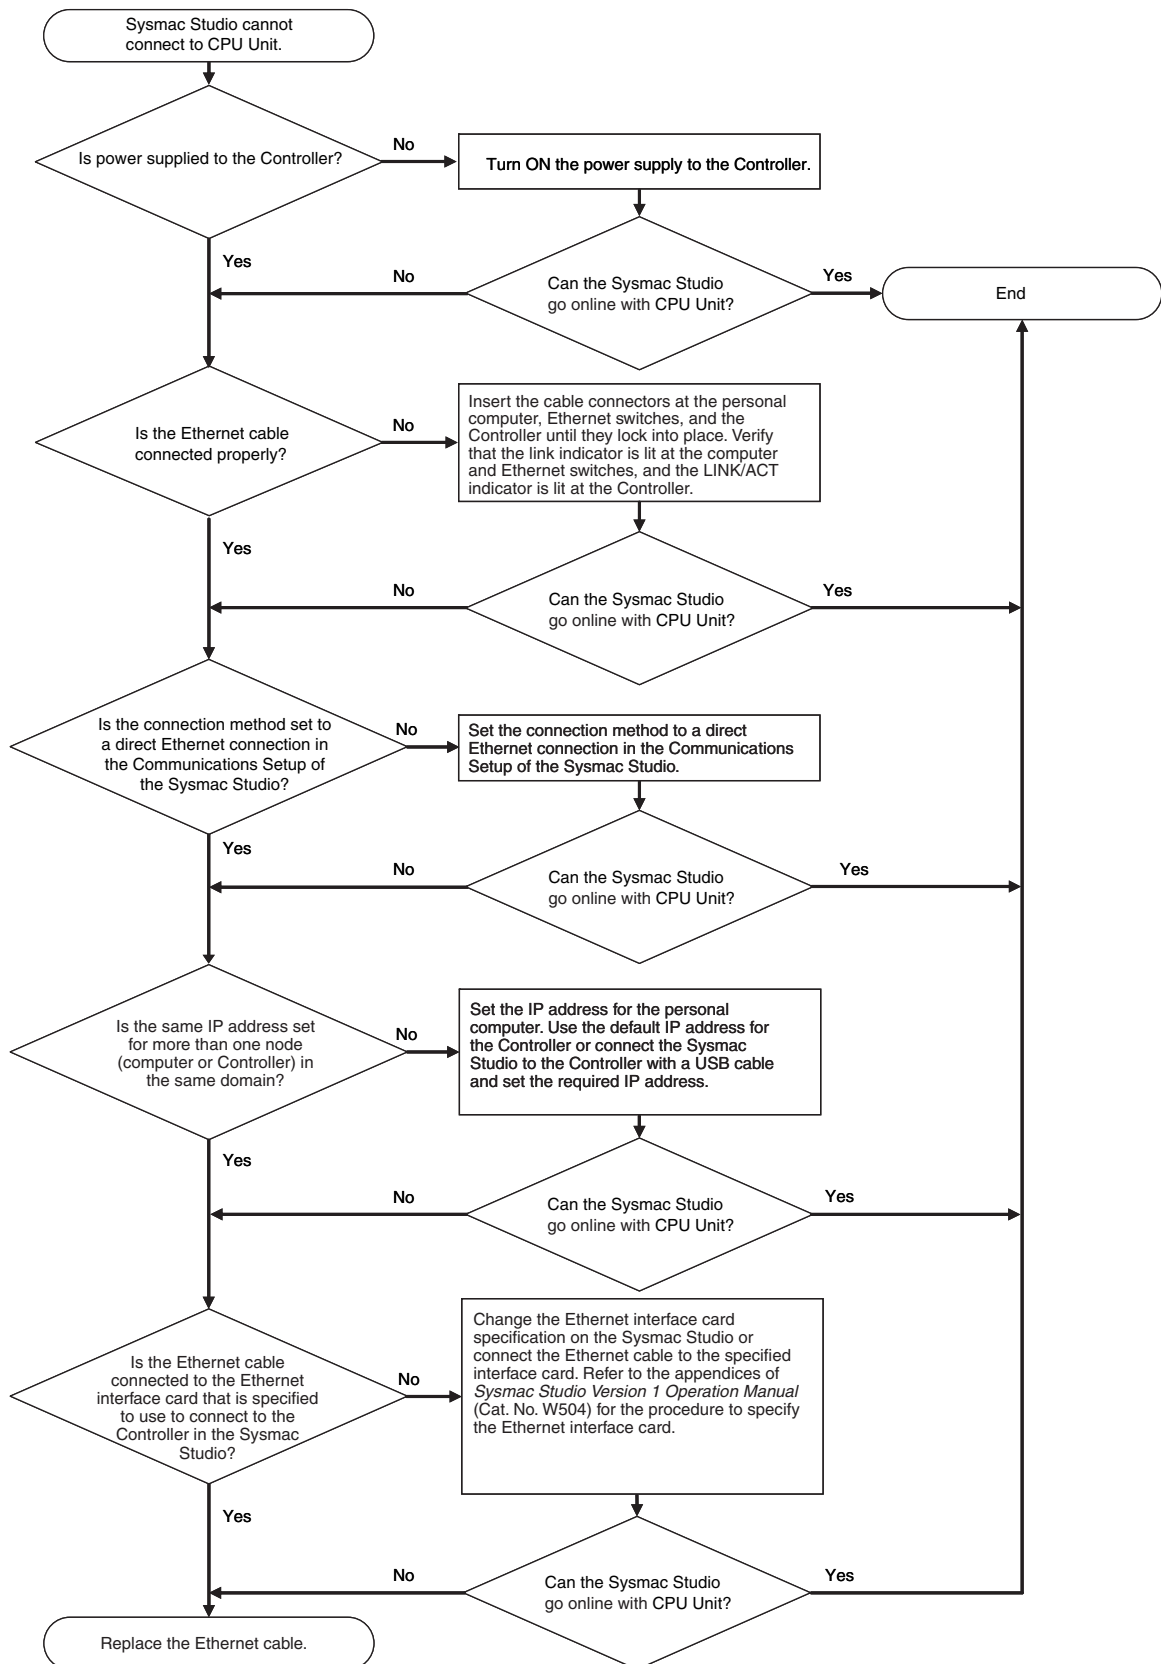 Sysmac Studio cannot
connect to CPU Unit.
Is power supplied to the Controller?
No
Turn ON the power supply to the Controller.
Yes
No
Can the Sysmac Studio
go online with CPU Unit?
Yes
End
Is the Ethernet cable
connected properly?
No
Insert the cable connectors at the personal
computer, Ethernet switches, and the
Controller until they lock into place. Verify
that the link indicator is lit at the computer
and Ethernet switches, and the LINK/ACT
indicator is lit at the Controller.
Yes
No
Can the Sysmac Studio
go online with CPU Unit?
Yes
Is the connection method set to
a direct Ethernet connection in
the Communications Setup of
the Sysmac Studio?
No
Set the connection method to a direct
Ethernet connection in the Communications
Setup of the Sysmac Studio.
Yes
No
Can the Sysmac Studio
go online with CPU Unit?
Yes
Is the same IP address set
for more than one node
(computer or Controller) in
the same domain?
No
Set the IP address for the personal
computer. Use the default IP address for
the Controller or connect the Sysmac
Studio to the Controller with a USB cable
and set the required IP address.
Yes
No
Can the Sysmac Studio
go online with CPU Unit?
Yes
Is the Ethernet cable
connected to the Ethernet
interface card that is specified
to use to connect to the
Controller in the Sysmac
Studio?
No
Change the Ethernet interface card
specification on the Sysmac Studio or
connect the Ethernet cable to the specified
interface card. Refer to the appendices of
Sysmac Studio Version 1 Operation Manual
(Cat. No. W504) for the procedure to specify
the Ethernet interface card.
Yes
No
Can the Sysmac Studio
go online with CPU Unit?
Yes
Replace the Ethernet cable.